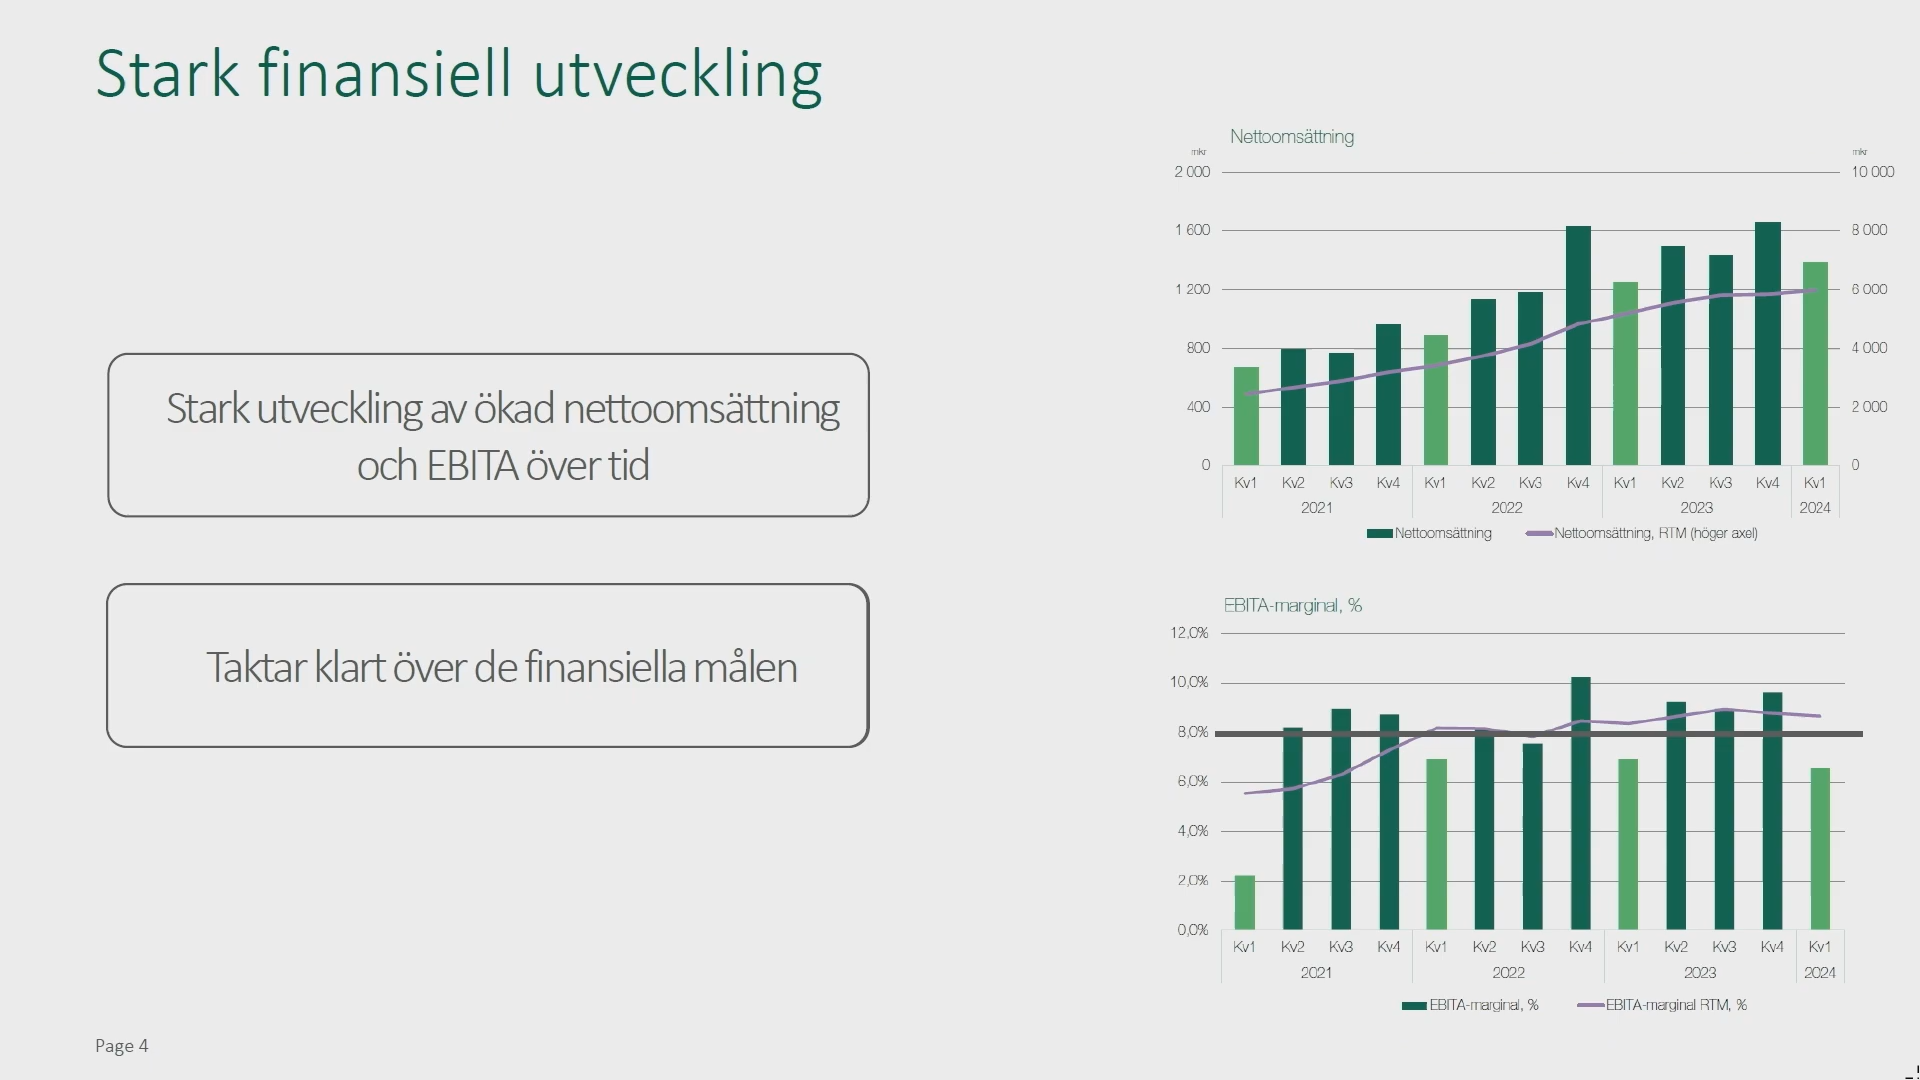 Stark finansiell utveckling
Stark utveckling av ökad nettoomsättning
och EBITA över tid
Taktar klart över de finansiella målen
Nettoomsättning
mkr
mkr
2 000
10 000
1 600
8 000
1 200
6 000
800
4 000
400
2 000
0
0
Kv1 Kv2 Kv3 Kv4 Kv1 Kv2 Kv3 Kv4 Kv1 Kv2 Kv3 Kv4 Kv1
2021 2022 2023 2024
Nettoomsättning Nettoomsättning, RTM (höger axel)
EBITA-marginal, %
12,0%
10,0%
8,0%
6,0%
4,0%
2,0%
0,0%
Kv1 Kv2 Kv3 Kv4 Kv1 Kv2 Kv3 Kv4 Kv1 Kv2 Kv3 Kv4 Kv1
2021 2022 2023 2024
EBITA-marginal, % EBITA-marginal RTM, %
Page 4